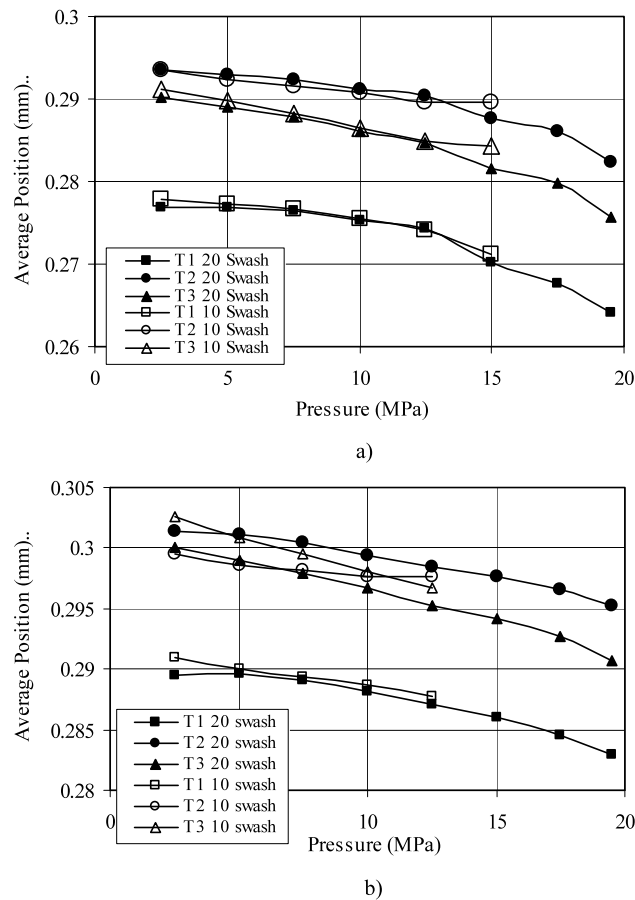 0.3
0.29
0.28
0.27
0.26
Average Position (mm)..
T1 20 Swash
T2 20 Swash
T3 20 Swash
T1 10 Swash
T2 10 Swash
T3 10 Swash
0 5 10 15 20
Pressure (MPa)
a)
0.305
0.3
0.295
0.29
0.285
0.28
Average Position (mm)..
T1 20 swash
T2 20 swash
T3 20 swash
T1 10 swash
T2 10 swash
T3 10 swash
0 10 15 20
Pressure (MPa)
b)